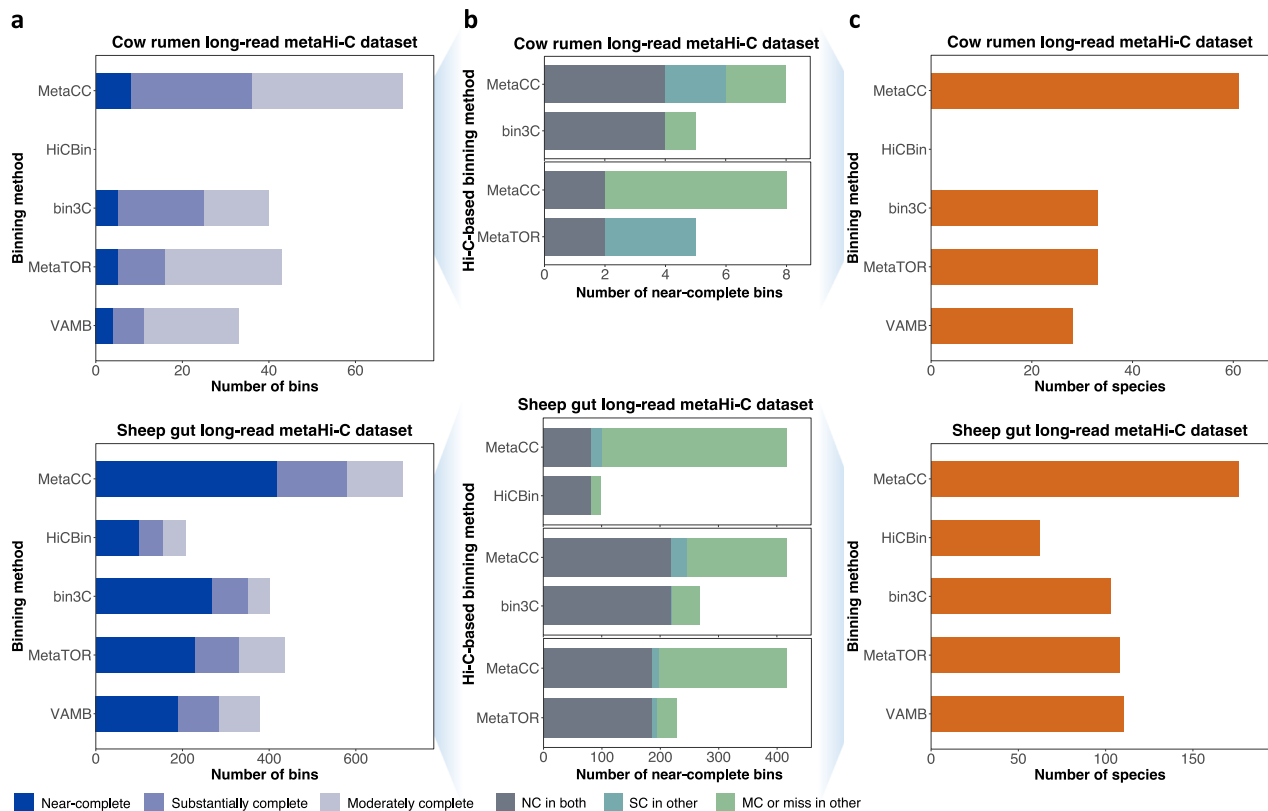 a
Cow rumen long-read metaHi-C dataset
Binning method
MetaCC
HiCBin
bin3C
MetaTOR
VAMB
0 20 40 60
Number of bins
Sheep gut long-read metaHi-C dataset
Binning method
MetaCC
HiCBin
bin3C
MetaTOR
VAMB
0 200 400 600
Number of bins
b
Cow rumen long-read metaHi-C dataset
Hi-C-based binning method
MetaCC
bin3C
MetaCC
MetaTOR
0 2 4 6 8
Number of near-complete bins
Sheep gut long-read metaHi-C dataset
Hi-C-based binning method
MetaCC
HiCBin
MetaCC
bin3C
MetaCC
MetaTOR
0 100 200 300 400
Number of near-complete bins
c
Cow rumen long-read metaHi-C dataset
Binning method
MetaCC
HiCBin
bin3C
MetaTOR
VAMB
0 20 40 60
Number of species
Sheep gut long-read metaHi-C dataset
Binning method
MetaCC
HiCBin
bin3C
MetaTOR
VAMB
0 50 100 150
Number of species
Near-complete Substantially complete Moderately complete NC in both SC in other MC or miss in other